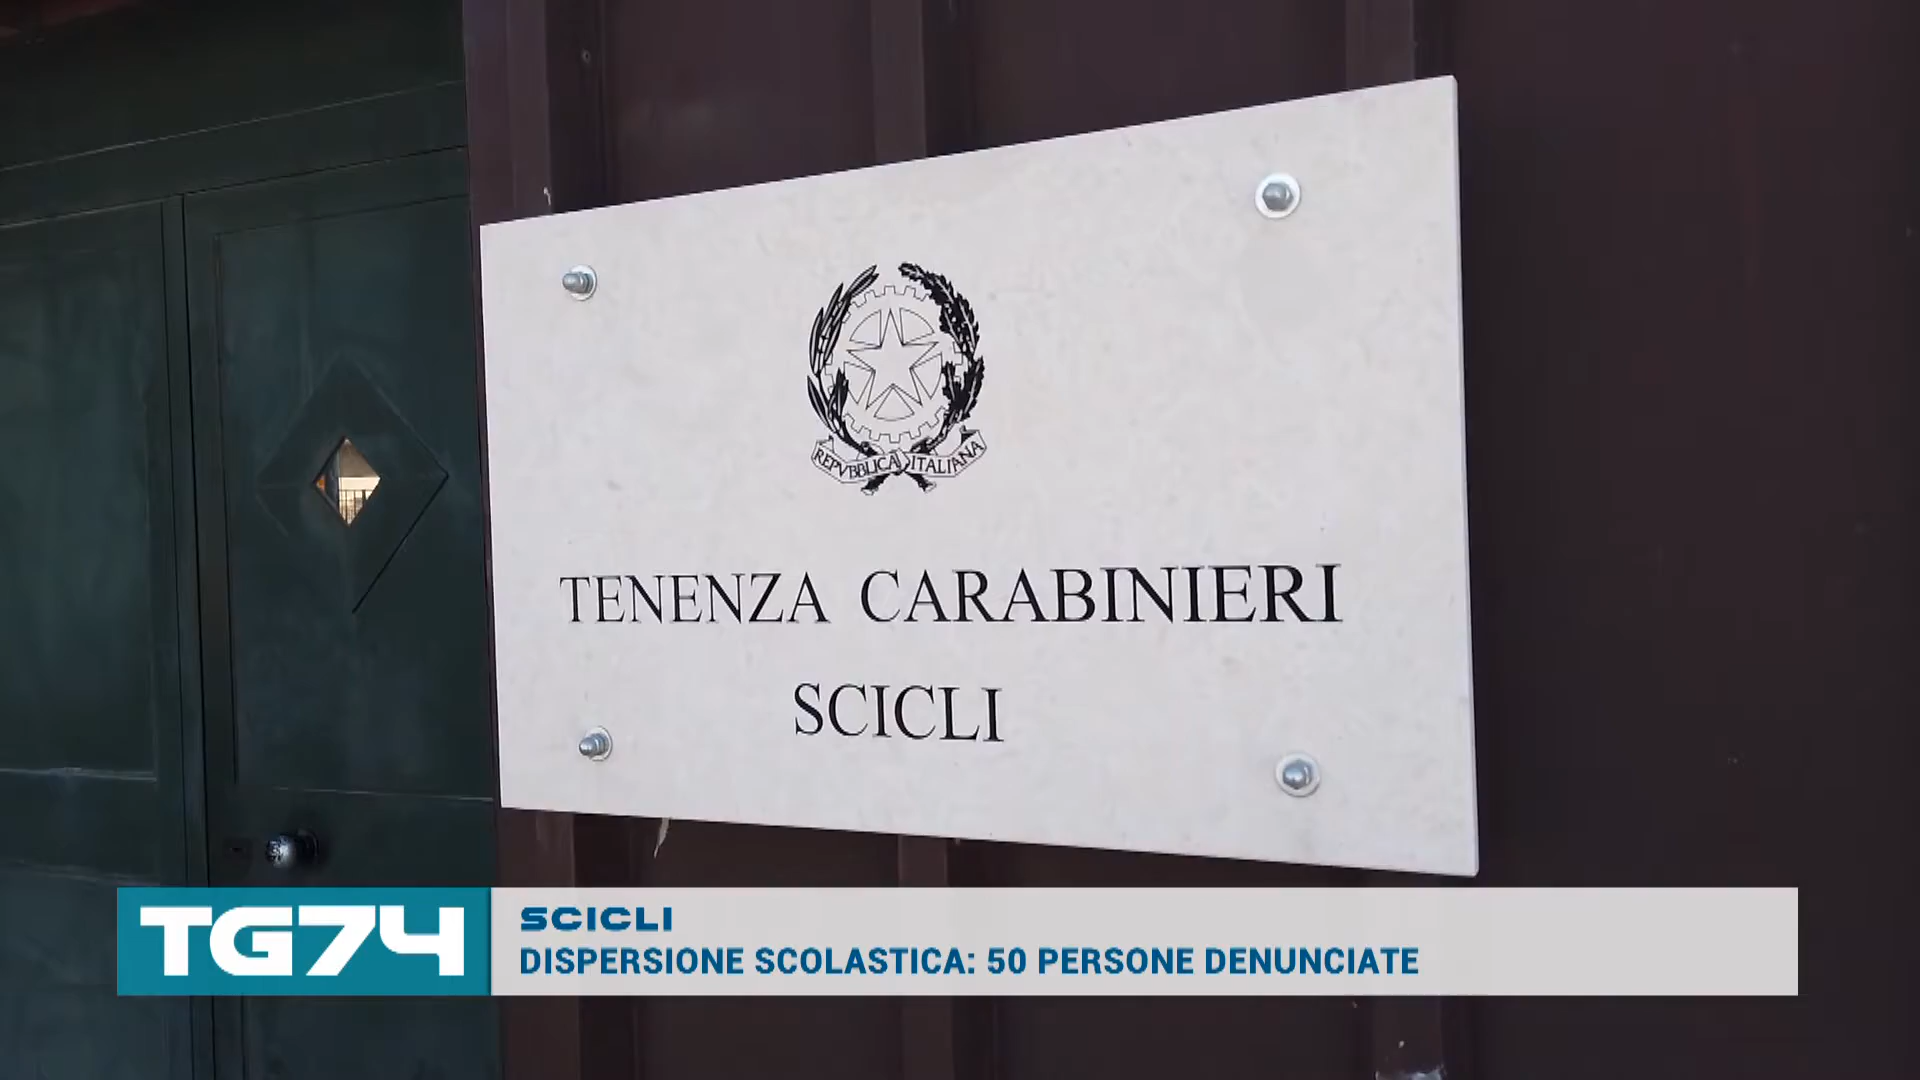 REPVBBLICA ITALIANA
TENENZA CARABINIERI
SCICLI
TG74
SCICLI
DISPERSIONE SCOLASTICA: 50 PERSONE DENUNCIATE